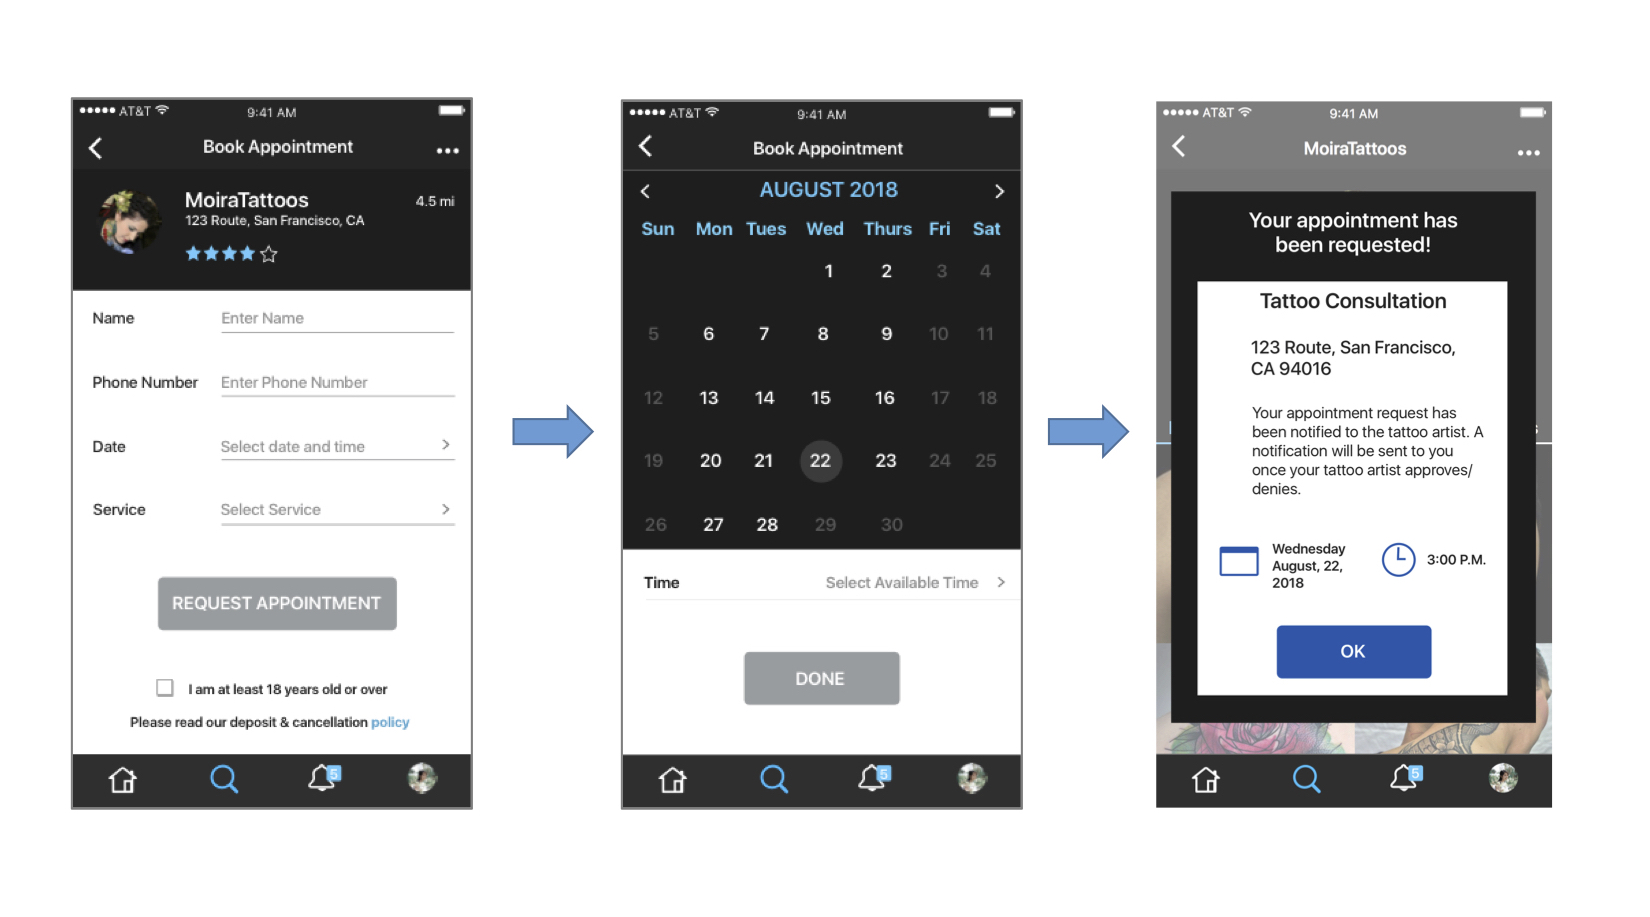 AT&T 9:41 AM
Book Appointment
MoiraTattoos 4.5 mi
123 Route, San Francisco, CA
Name Enter Name
Phone Number Enter Phone Number
Date Select date and time
Service Select Service
REQUEST APPOINTMENT
I am at least 18 years old or over
Please read our deposit & cancellation policy
5
AT&T 9:41 AM
Book Appointment
AUGUST 2018
Sun Mon Tues Wed Thurs Fri Sat
1 2 3 4
5 6 7 8 9 10 11
12 13 14 15 16 17 18
19 20 21 22 23 24 25
26 27 28 29 30
Time Select Available Time
DONE
5
AT&T 9:41 AM
MoiraTattoos
Your appointment has
been requested!
Tattoo Consultation
123 Route, San Francisco,
CA 94016
Your appointment request has
been notified to the tattoo artist. A
notification will be sent to you
once your tattoo artist approves/
denies.
Wednesday
August, 22,
2018
3:00 P.M.
OK
5